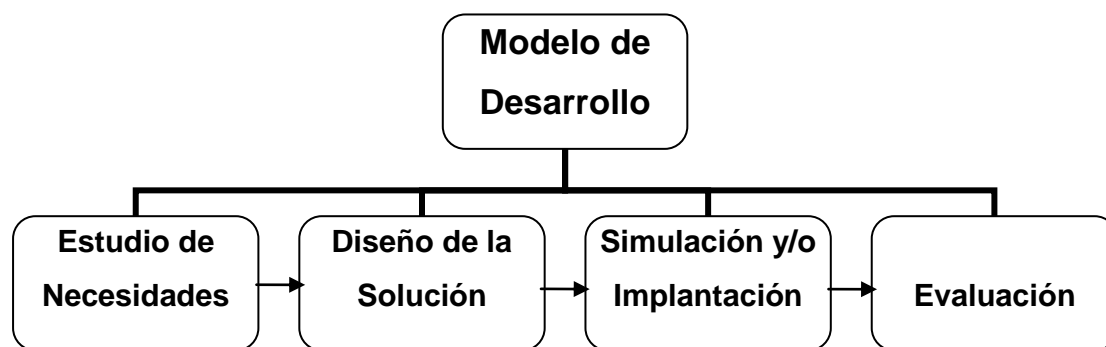 Modelo de
Desarrollo
Estudio de
Necesidades
Diseño de la
Solución
Simulación y/o
Implantación
Evaluación